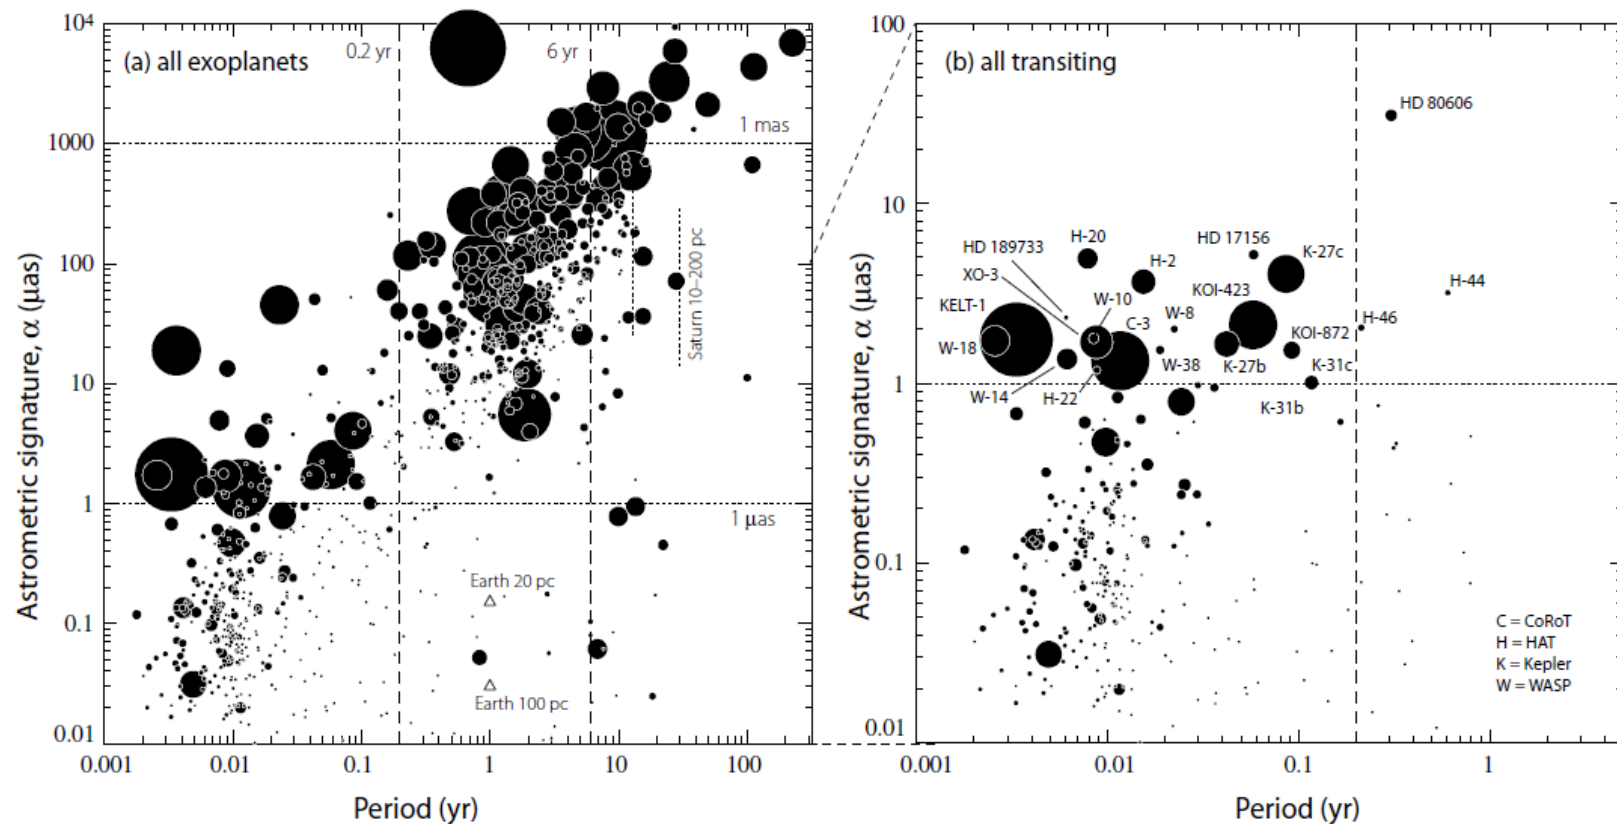 (a) all exoplanets
0.2 yr
6 yr
1 mas
Saturn 10–200 pc
1 μas
Earth 20 pc
Earth 100 pc
10⁴
1000
100
10
1
0.1
0.01
Astrometric signature, α (μas)
0.001
0.01
0.1
1
10
100
Period (yr)
(b) all transiting
HD 80606
H-20
HD 17156
HD 189733
H-2
K-27c
XO-3
H-44
W-10
KOI-423
KELT-1
W-8
C-3
H-46
KOI-872
W-18
W-38
K-27b
K-31c
W-14
H-22
K-31b
C = CoRoT
H = HAT
K = Kepler
W = WASP
100
10
1
0.1
0.01
Astrometric signature, α (μas)
0.001
0.01
0.1
1
Period (yr)